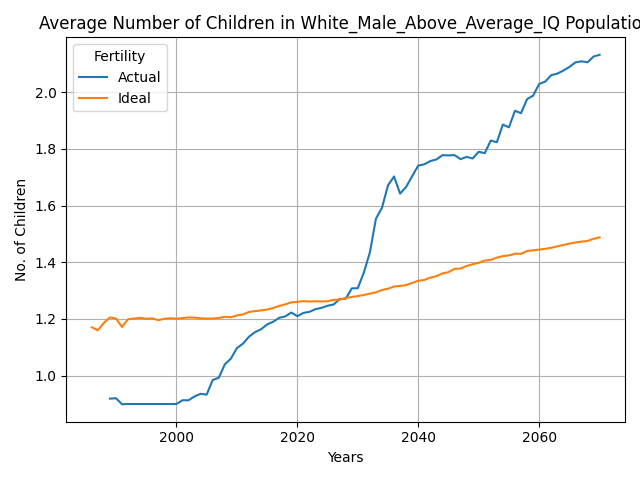 Average Number of Children in White_Male_Above_Average_IQ Populatio
Fertility
Actual
Ideal
No. of Children
2.0
1.8
1.6
1.4
1.2
1.0
2000 2020 2040 2060
Years